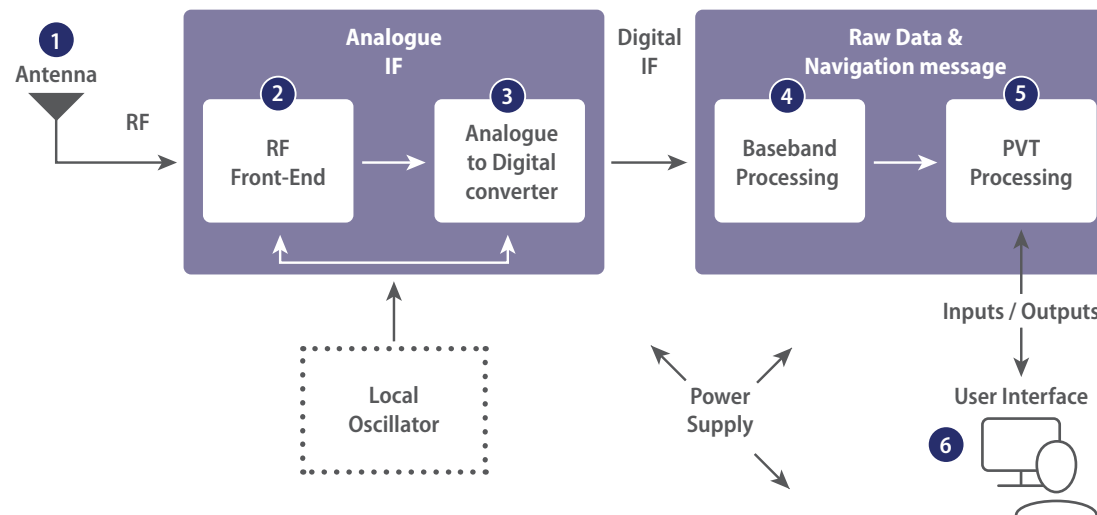 1
Antenna
RF
Analogue
IF
2
RF
Front-End
3
Analogue
to Digital
converter
Digital
IF
Raw Data &
Navigation message
4
Baseband
Processing
5
PVT
Processing
Local
Oscillator
Power
Supply
Inputs / Outputs
User Interface
6